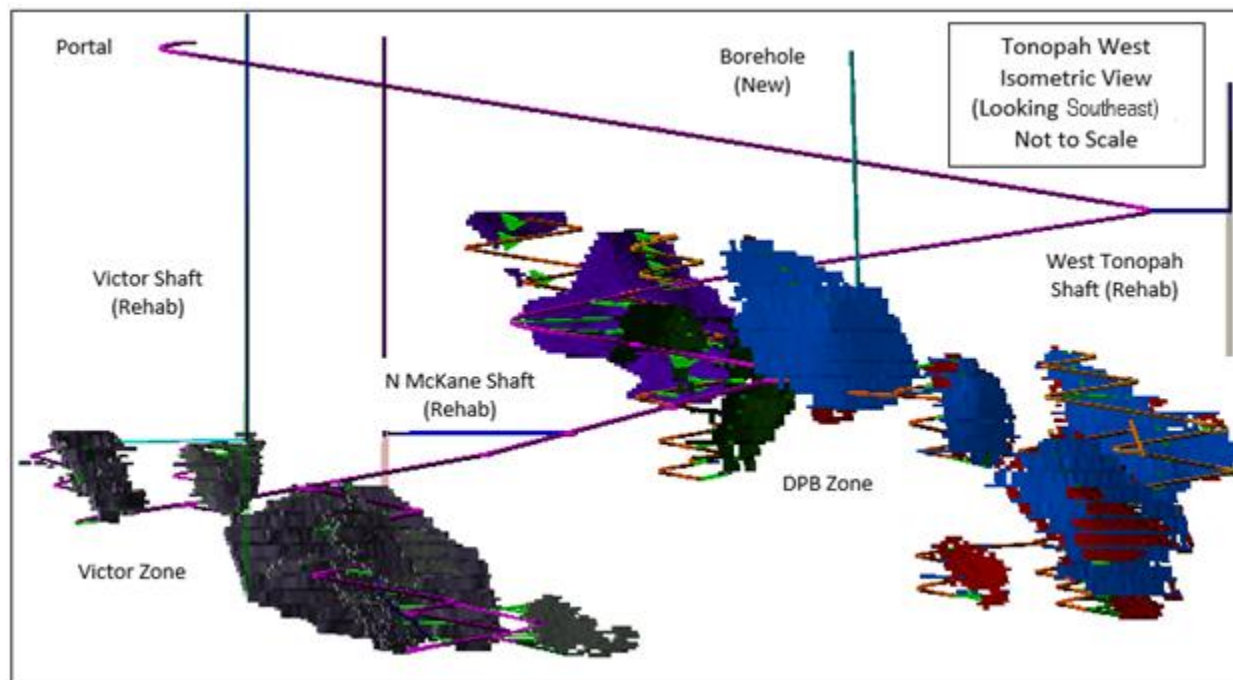 Portal
Borehole
(New)
Tonopah West
Isometric View
(Looking Southeast)
Not to Scale
Victor Shaft
(Rehab)
West Tonopah
Shaft (Rehab)
N McKane Shaft
(Rehab)
DPB Zone
Victor Zone